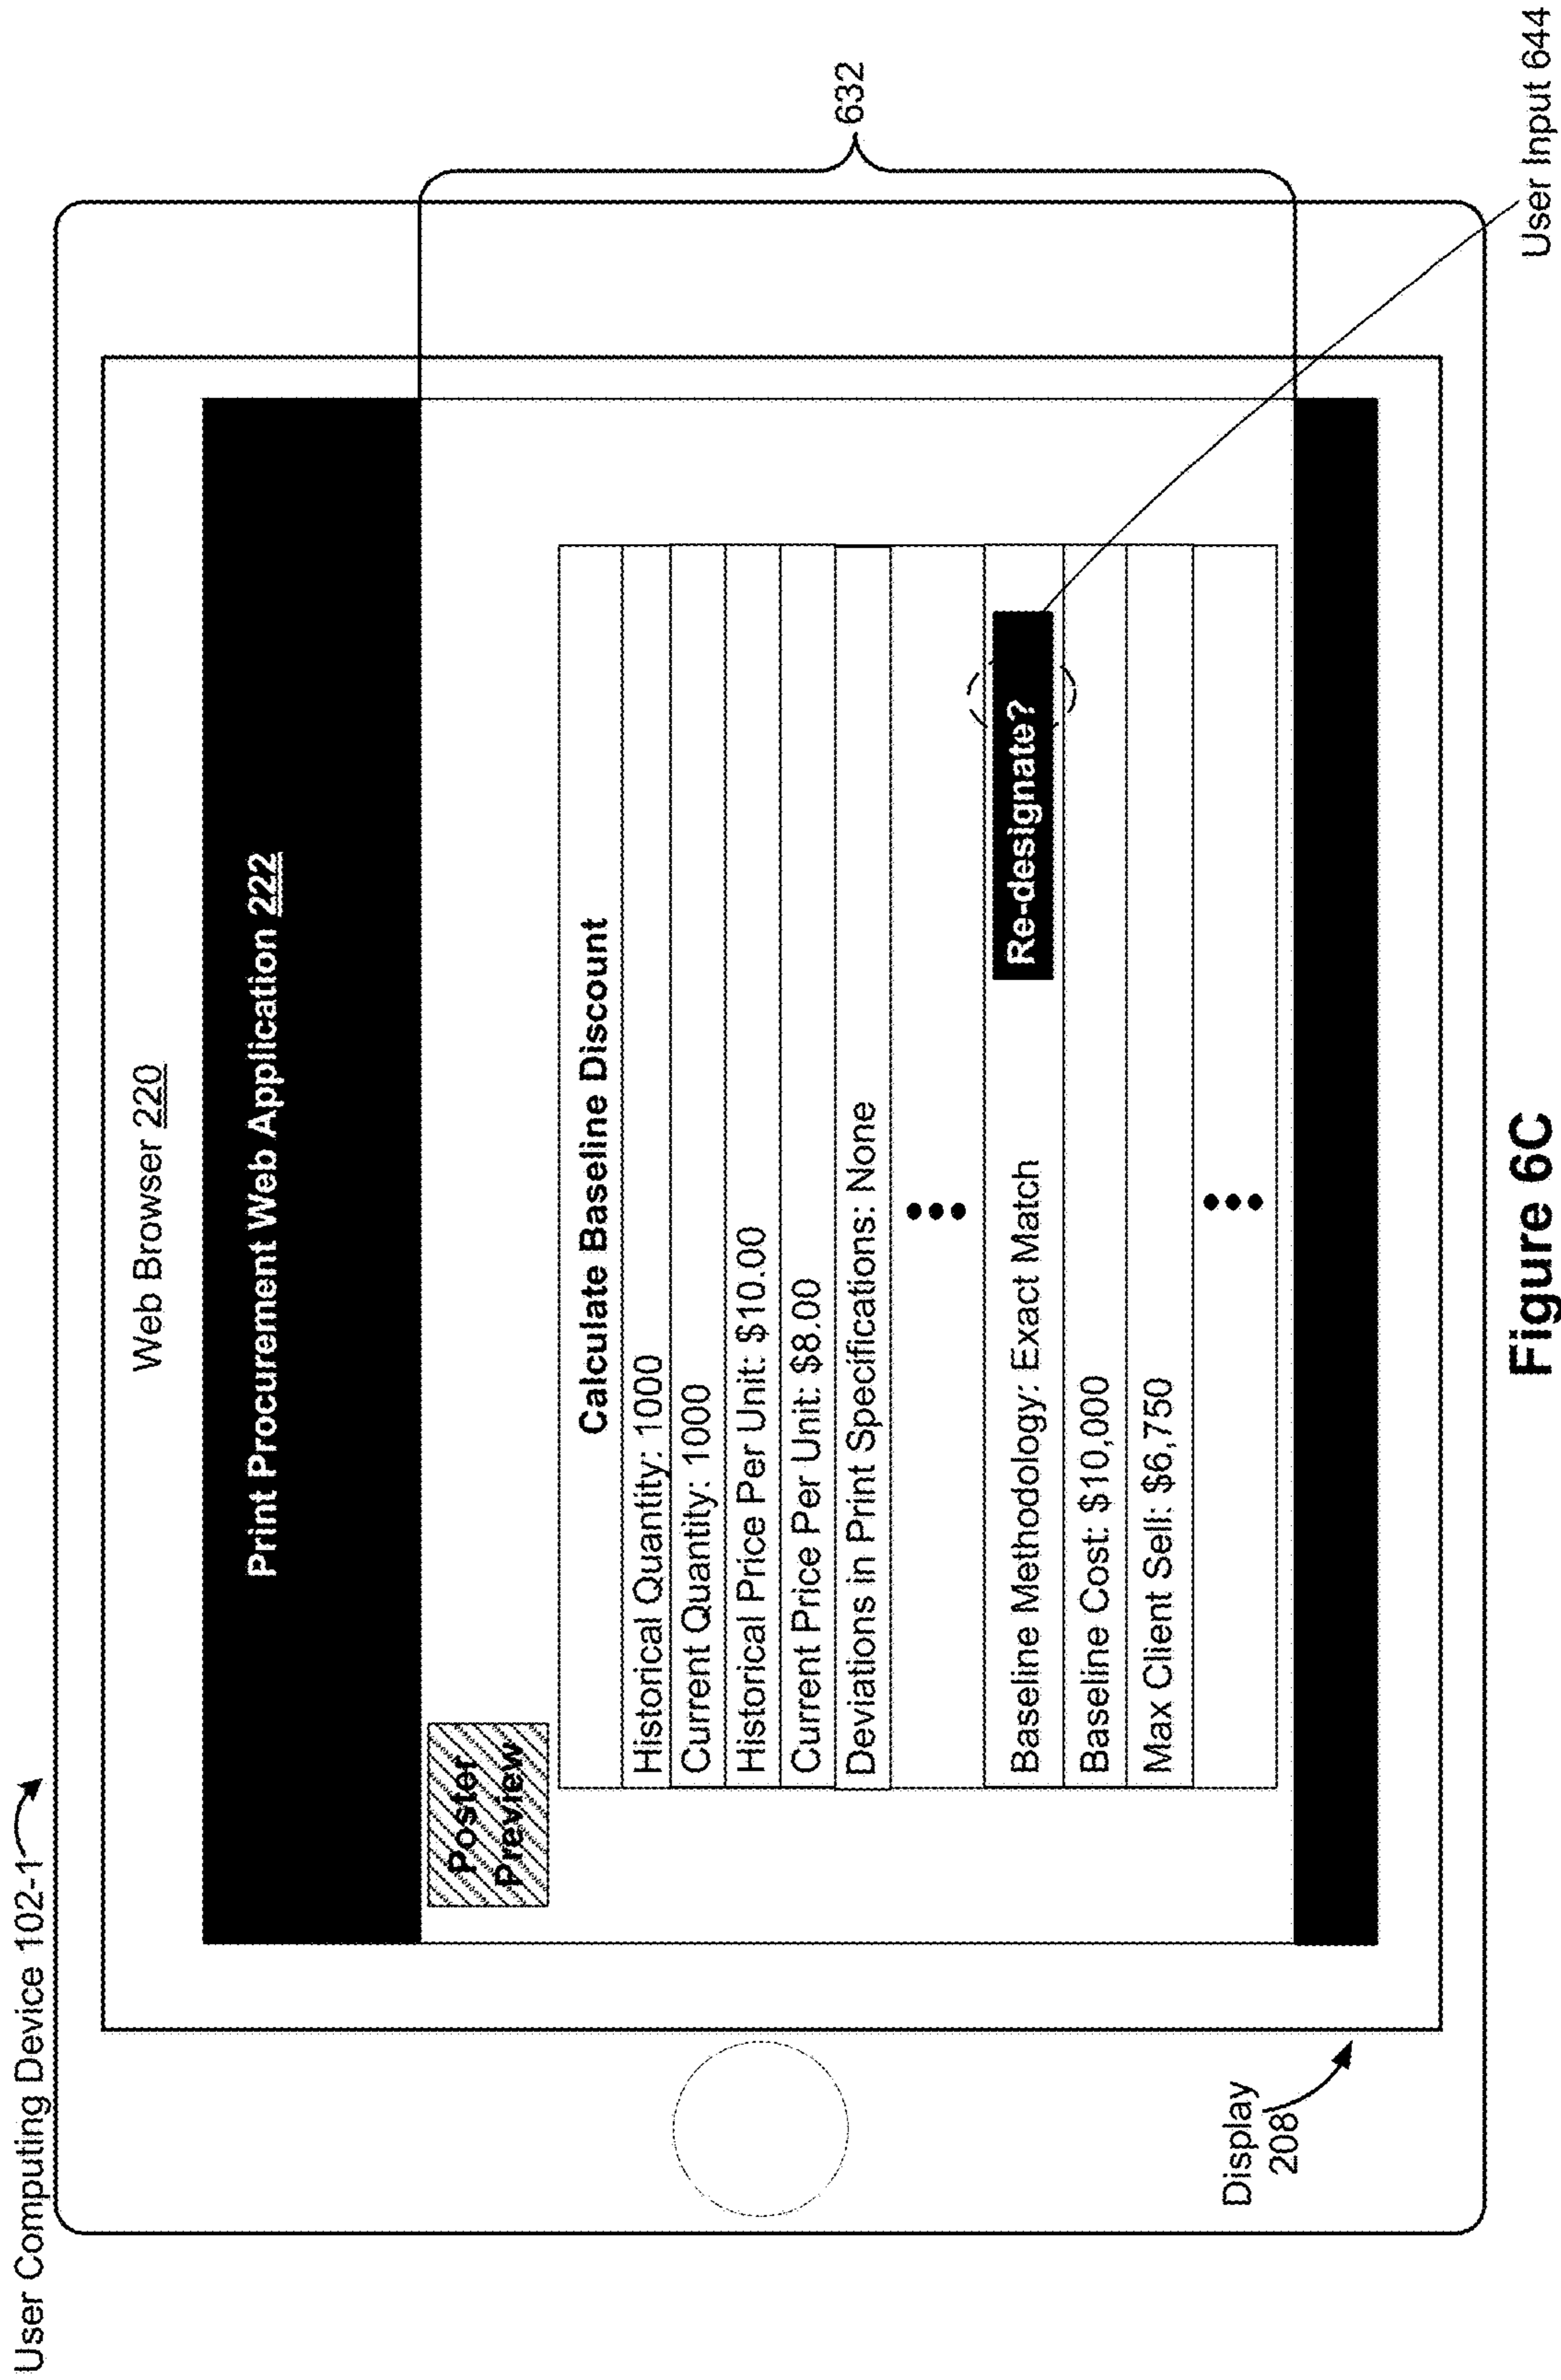 User Computing Device 102-1
Web Browser 220
Print Procurement Web Application 222
Poster
Preview
Calculate Baseline Discount
Historical Quantity: 1000
Current Quantity: 1000
Historical Price Per Unit: $10.00
Current Price Per Unit: $8.00
Deviations in Print Specifications: None
Baseline Methodology: Exact Match
Re-designate?
Baseline Cost: $10,000
Max Client Sell: $6,750
632
Display
208
User Input 644
Figure 6C